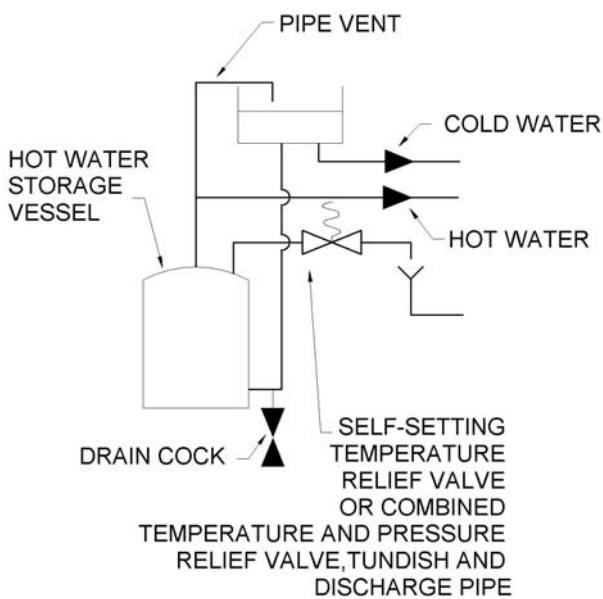 PIPE VENT
COLD WATER
HOT WATER
STORAGE
VESSEL
HOT WATER
DRAIN COCK
SELF-SETTING
TEMPERATURE
RELIEF VALVE
OR COMBINED
TEMPERATURE AND PRESSURE
RELIEF VALVE,TUNDISH AND
DISCHARGE PIPE